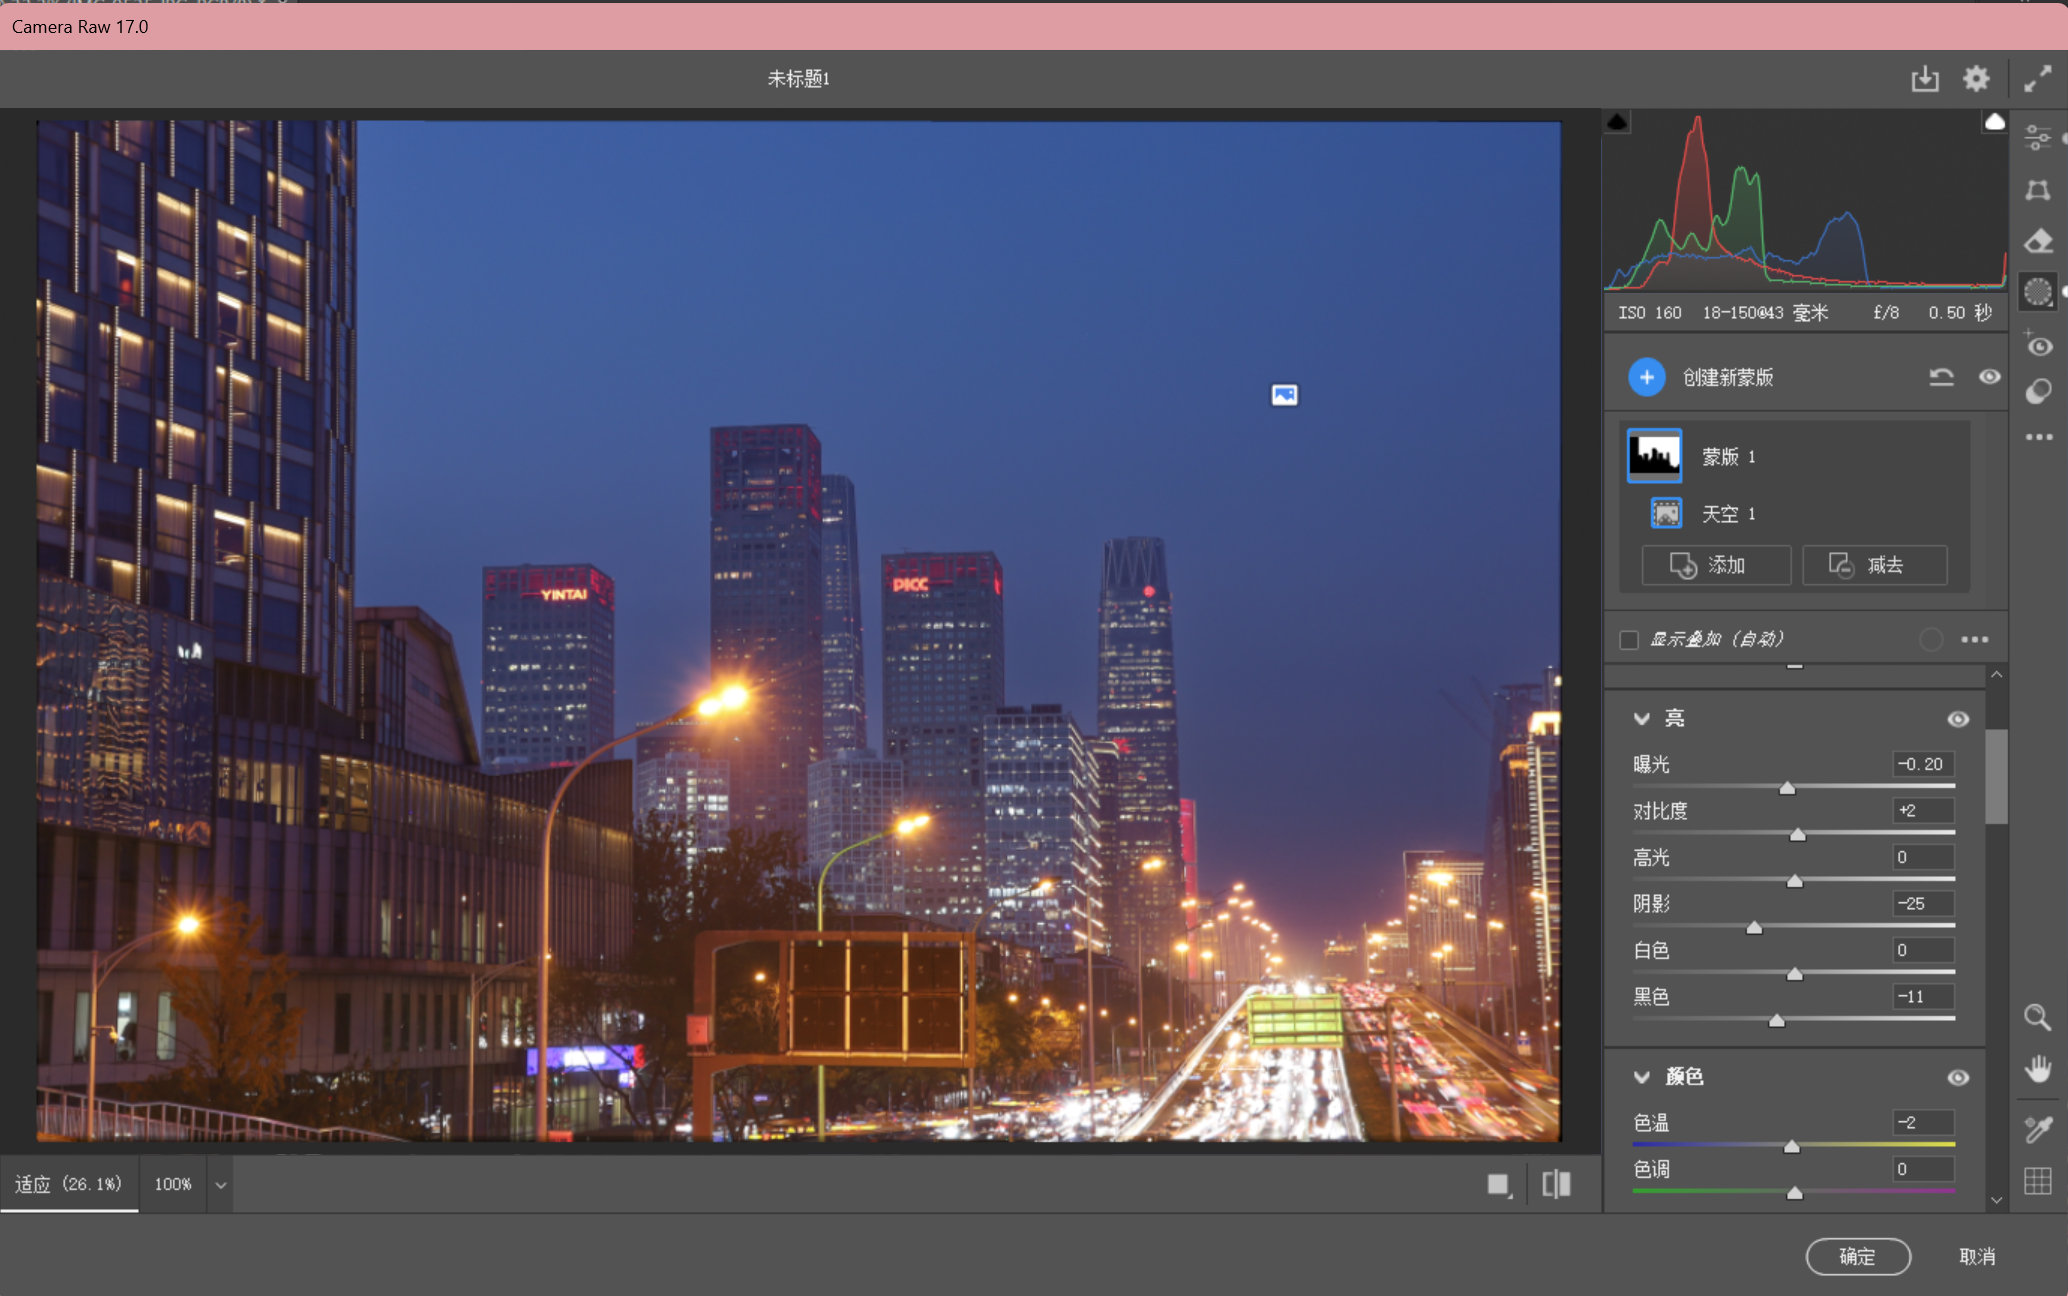 Camera Raw 17.0
未标题1
ISO 160 18-150@43 毫米 f/8 0.50 秒
创建新蒙版
蒙版 1
天空 1
添加 减去
显示叠加 (自动)
亮
曝光 -0.20
对比度 +2
高光 0
阴影 -25
白色 0
黑色 -11
颜色
色温 -2
色调 0
YINTAI
PICC
适应 (26.1%) 100%
确定 取消